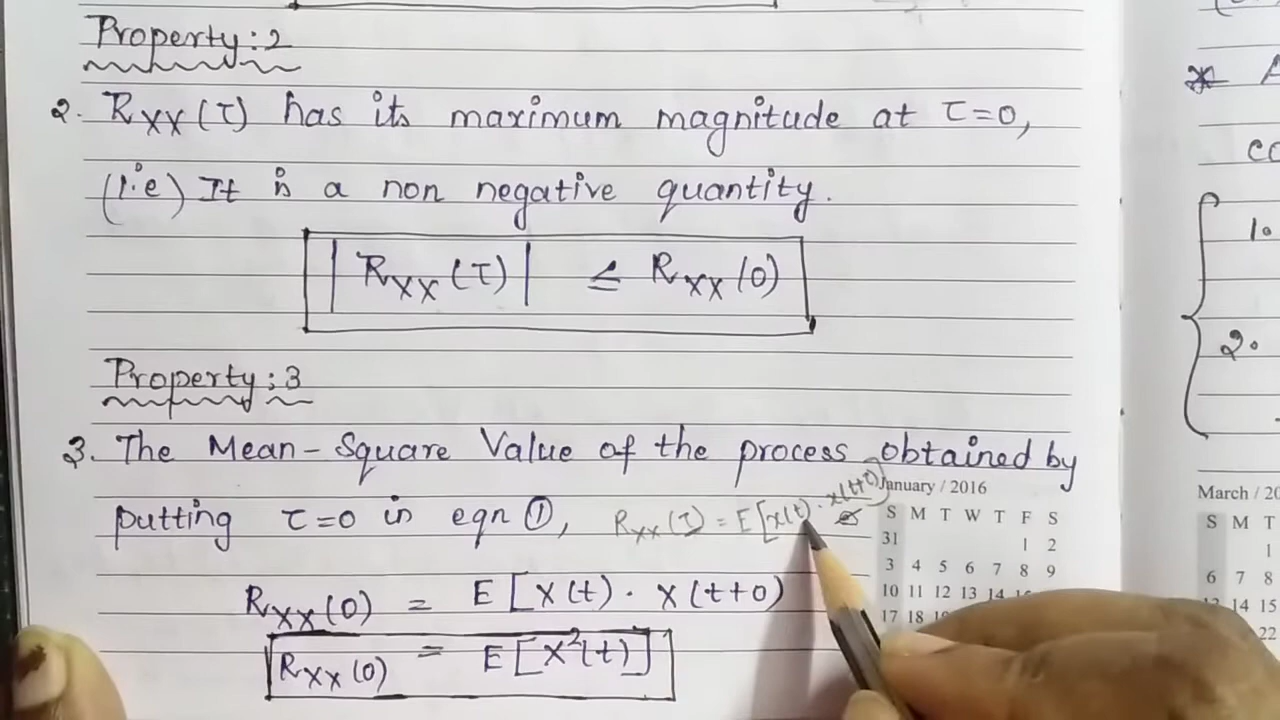 Property:2
2. RXX(τ) has its maximum magnitude at τ=0,
(i.e) It is a non negative quantity.
| RXX(τ) | ≤ RXX(0)
Property:3
3. The Mean-Square Value of the process obtained by
putting τ=0 in eqn ①, RXX(τ) = E[X(t).
RXX(0) = E[X(t). X(t+0)
RXX(0) = E[X²(t)]
January / 2016
S M T W T F S
31 1 2
3 4 5 6 7 8 9
10 11 12 13 14
17 18
1.
2.
March / 20
S M T
1
6 7 8
14 15
22